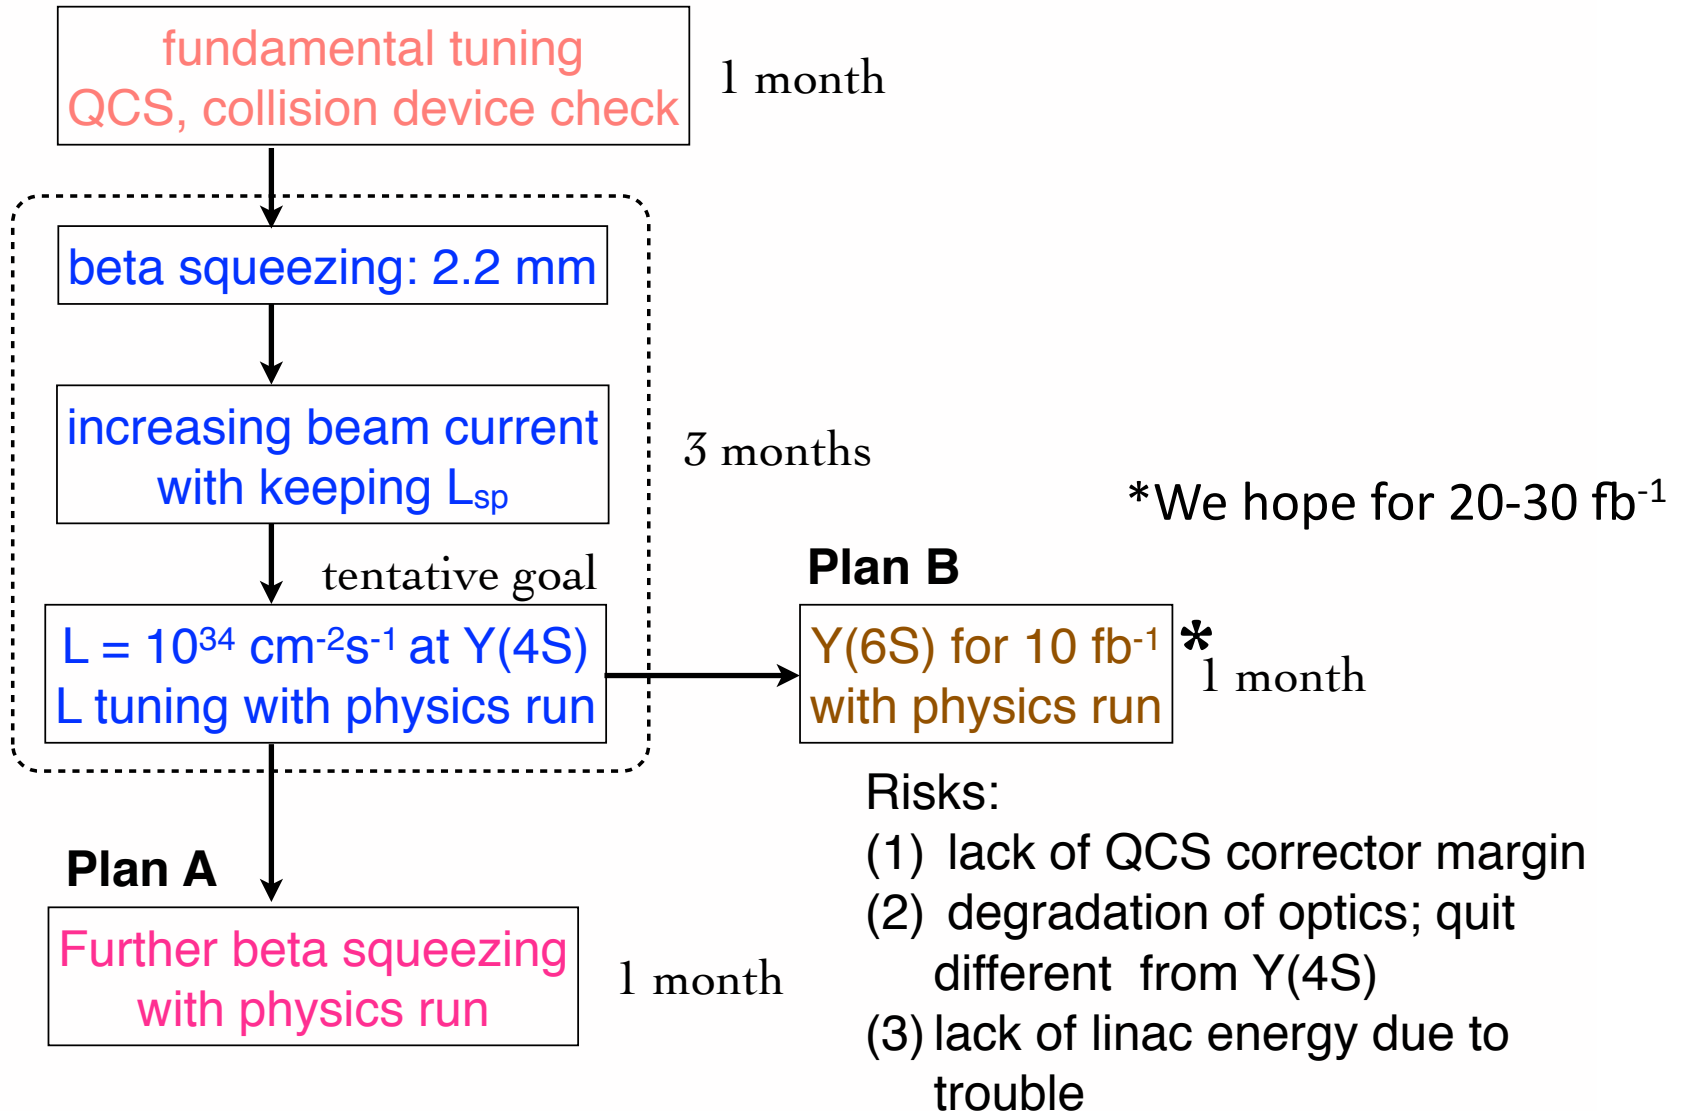 fundamental tuning
QCS, collision device check
1 month
beta squeezing: 2.2 mm
increasing beam current
with keeping Lsp
3 months
*We hope for 20-30 fb-1
tentative goal
Plan B
L = 10³⁴ cm-2s-1 at Y(4S)
L tuning with physics run
Y(6S) for 10 fb-1
with physics run
*
1 month
Plan A
Further beta squeezing
with physics run
1 month
Risks:
(1) lack of QCS corrector margin
(2) degradation of optics; quit
different from Y(4S)
(3) lack of linac energy due to
trouble